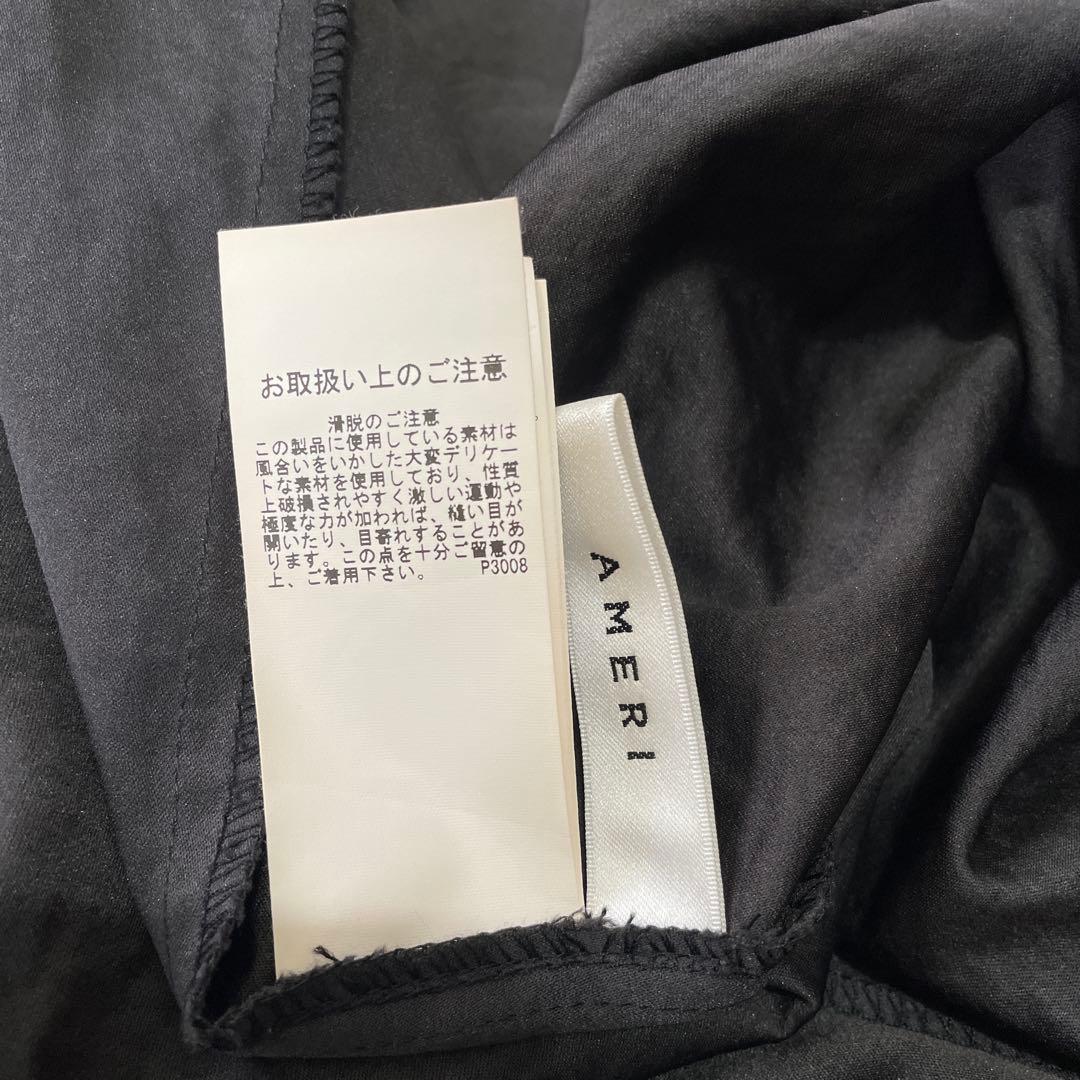 お取扱い上のご注意
滑脱のご注意
この製品に使用している素材は
風合いをいかした大変デリケー
トな素材を使用しており、性質
上破損されやすく激しい運動や
極度な力が加われば、縫い目が
開いたり、目寄れすることがあ
ります。この点を十分ご留意の
上、ご着用下さい。 P3008
AMERI